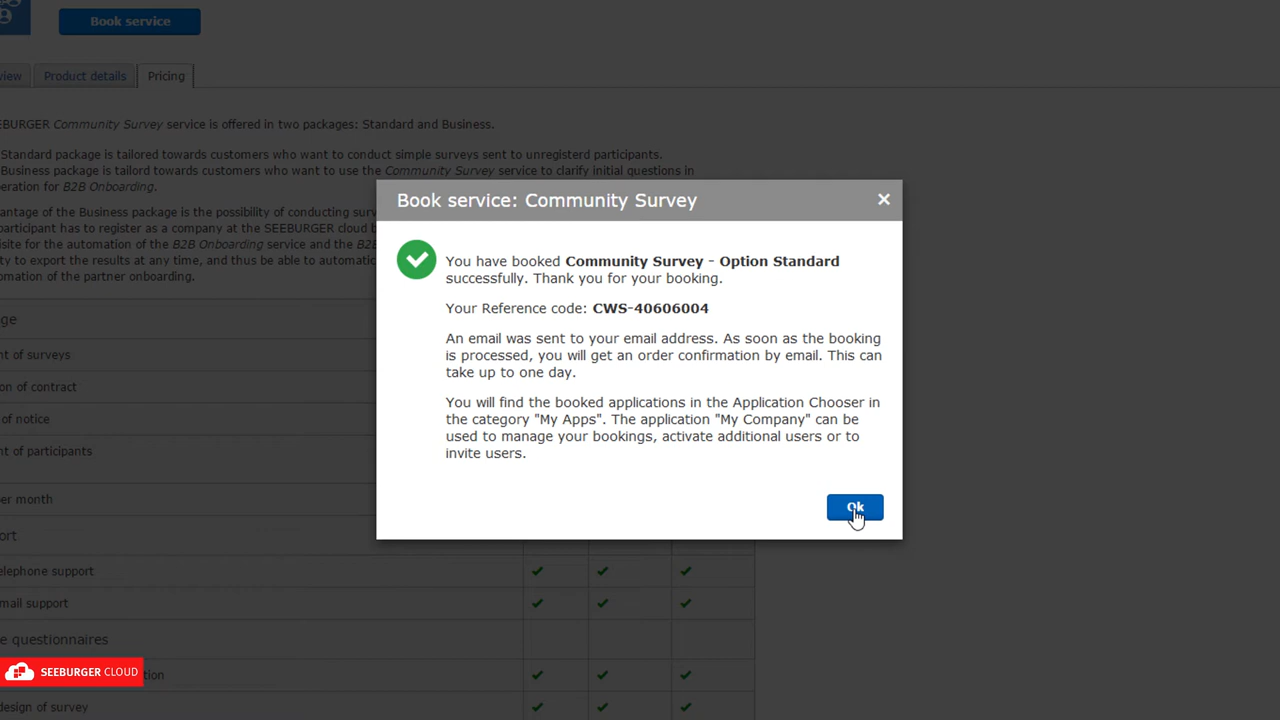 Book service
view
Product details
Pricing
EBURGER Community Survey service is offered in two packages: Standard and Business.
Standard package is tailored towards customers who want to conduct simple surveys sent to unregisterd participants.
Business package is tailord towards customers who want to use the Community Survey service to clarify initial questions in
eration for B2B Onboarding.
antage of the Business package is the possibility of conducting surv
participant has to register as a company at the SEEBURGER cloud b
isite for the automation of the B2B Onboarding service and the B2
ity to export the results at any time, and thus be able to automatic
omation of the partner onboarding.
Book service: Community Survey
You have booked Community Survey - Option Standard
successfully. Thank you for your booking.
Your Reference code: CWS-40606004
An email was sent to your email address. As soon as the booking
is processed, you will get an order confirmation by email. This can
take up to one day.
You will find the booked applications in the Application Chooser in
the category "My Apps". The application "My Company" can be
used to manage your bookings, activate additional users or to
invite users.
Ok
ge
nt of surveys
on of contract
of notice
nt of participants
er month
ort
elephone support
mail support
e questionnaires
tion
design of survey
SEEBURGER CLOUD